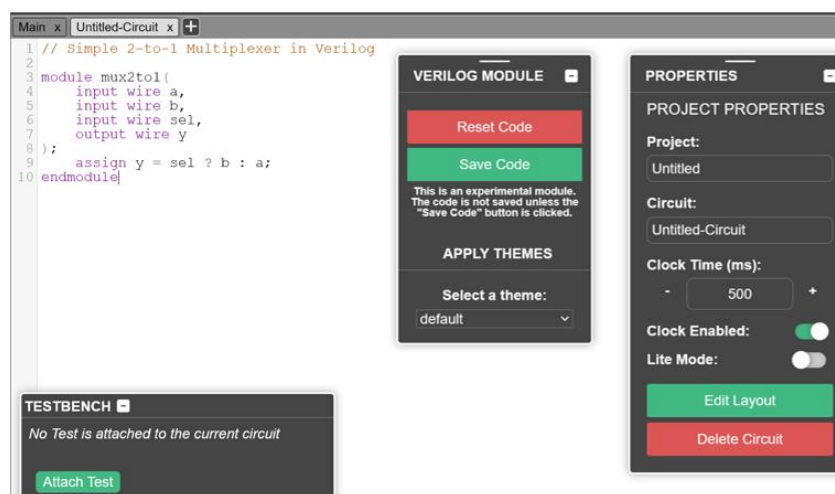 Main x Untitled-Circuit x +
1 // Simple 2-to-1 Multiplexer in Verilog
2
3 module mux2to1(
4 input wire a,
5 input wire b,
6 input wire sel,
7 output wire y
8 );
9 assign y = sel ? b : a;
10 endmodule
VERILOG MODULE
Reset Code
Save Code
This is an experimental module.
The code is not saved unless the
"Save Code" button is clicked.
APPLY THEMES
Select a theme:
default
PROPERTIES
PROJECT PROPERTIES
Project:
Untitled
Circuit:
Untitled-Circuit
Clock Time (ms):
- 500 +
Clock Enabled:
Lite Mode:
Edit Layout
Delete Circuit
TESTBENCH
No Test is attached to the current circuit
Attach Test